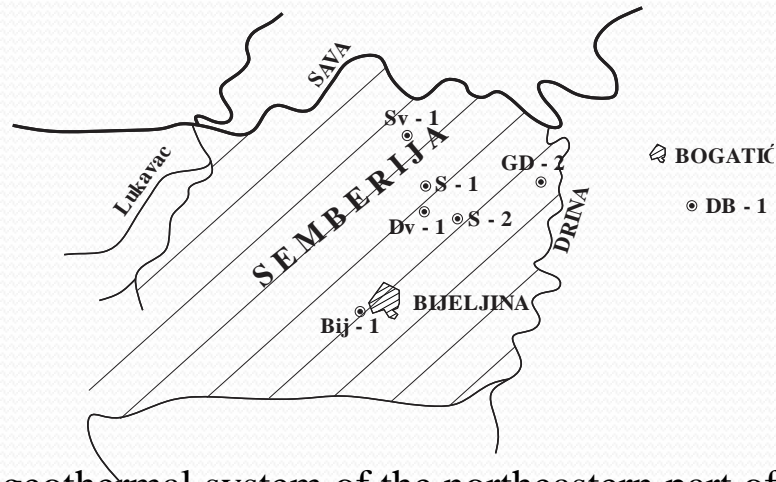 SAVA
Sv - 1
Lukavac
SEMBERIJA
GD - 2
BOGATIĆ
S - 1
DB - 1
Dv - 1
S - 2
DRINA
BIJELJINA
Bij - 1
geothermal system of the northeastern part of